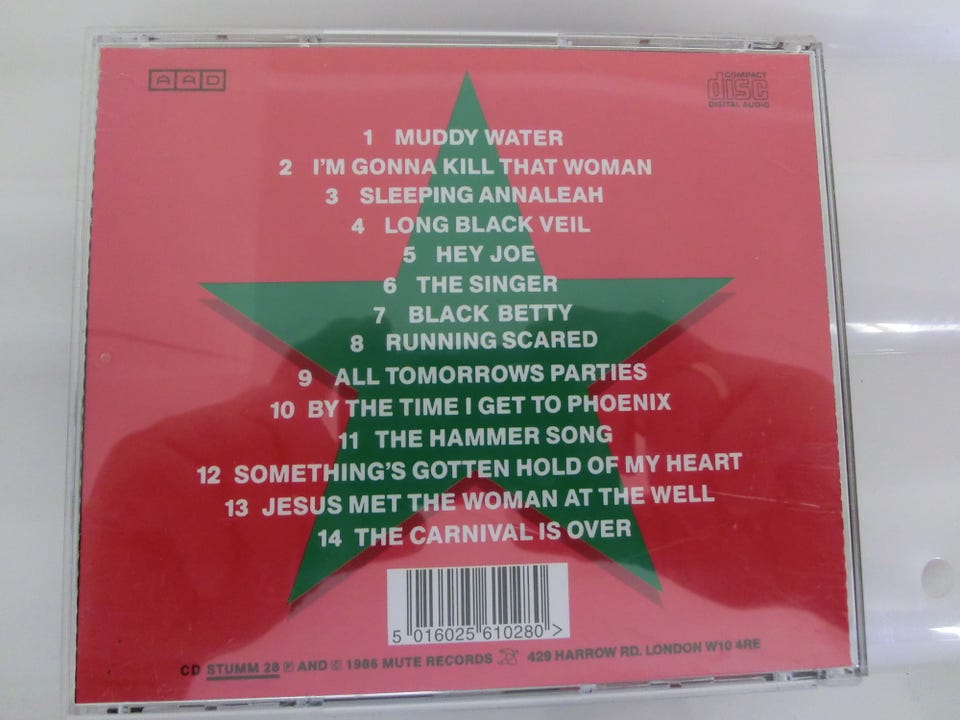 AAD
COMPACT
disc
DIGITAL AUDIO
1 MUDDY WATER
2 I'M GONNA KILL THAT WOMAN
3 SLEEPING ANNALEAH
4 LONG BLACK VEIL
5 HEY JOE
6 THE SINGER
7 BLACK BETTY
8 RUNNING SCARED
9 ALL TOMORROWS PARTIES
10 BY THE TIME I GET TO PHOENIX
11 THE HAMMER SONG
12 SOMETHING'S GOTTEN HOLD OF MY HEART
13 JESUS MET THE WOMAN AT THE WELL
14 THE CARNIVAL IS OVER
5 016025 610280 >
CD STUMM 28 Ⓟ AND © 1986 MUTE RECORDS 429 HARROW RD. LONDON W10 4RE